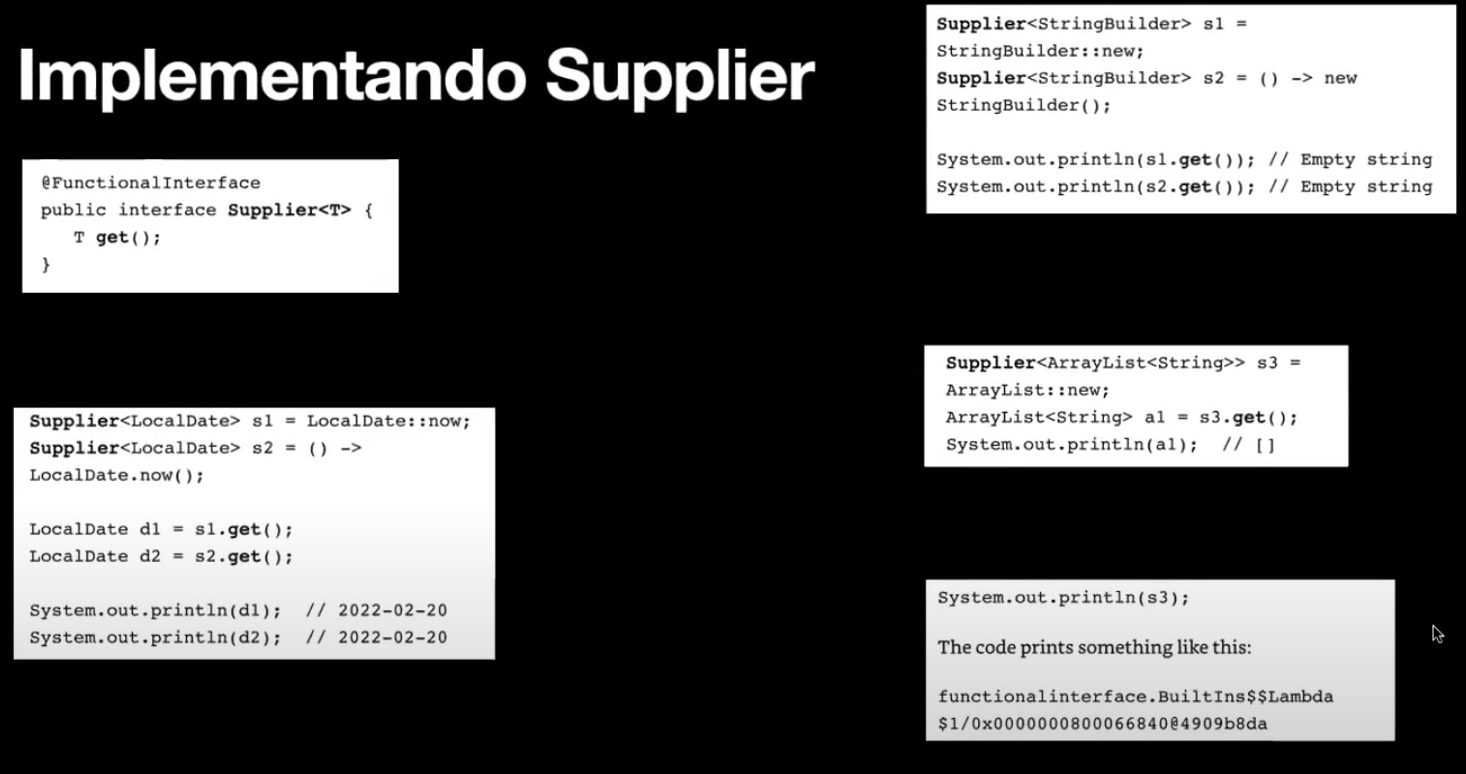 Implementando Supplier
@FunctionalInterface
public interface Supplier<T> {
T get();
}
Supplier<LocalDate> s1 = LocalDate::now;
Supplier<LocalDate> s2 = () ->
LocalDate.now();
LocalDate d1 = s1.get();
LocalDate d2 = s2.get();
System.out.println(d1);  // 2022-02-20
System.out.println(d2);  // 2022-02-20
Supplier<StringBuilder> s1 =
StringBuilder::new;
Supplier<StringBuilder> s2 = () -> new
StringBuilder();
System.out.println(s1.get()); // Empty string
System.out.println(s2.get()); // Empty string
Supplier<ArrayList<String>> s3 =
ArrayList::new;
ArrayList<String> a1 = s3.get();
System.out.println(a1);  // []
System.out.println(s3);
The code prints something like this:
functionalinterface.BuiltIns$$Lambda
$1/0x0000000800066840@4909b8da